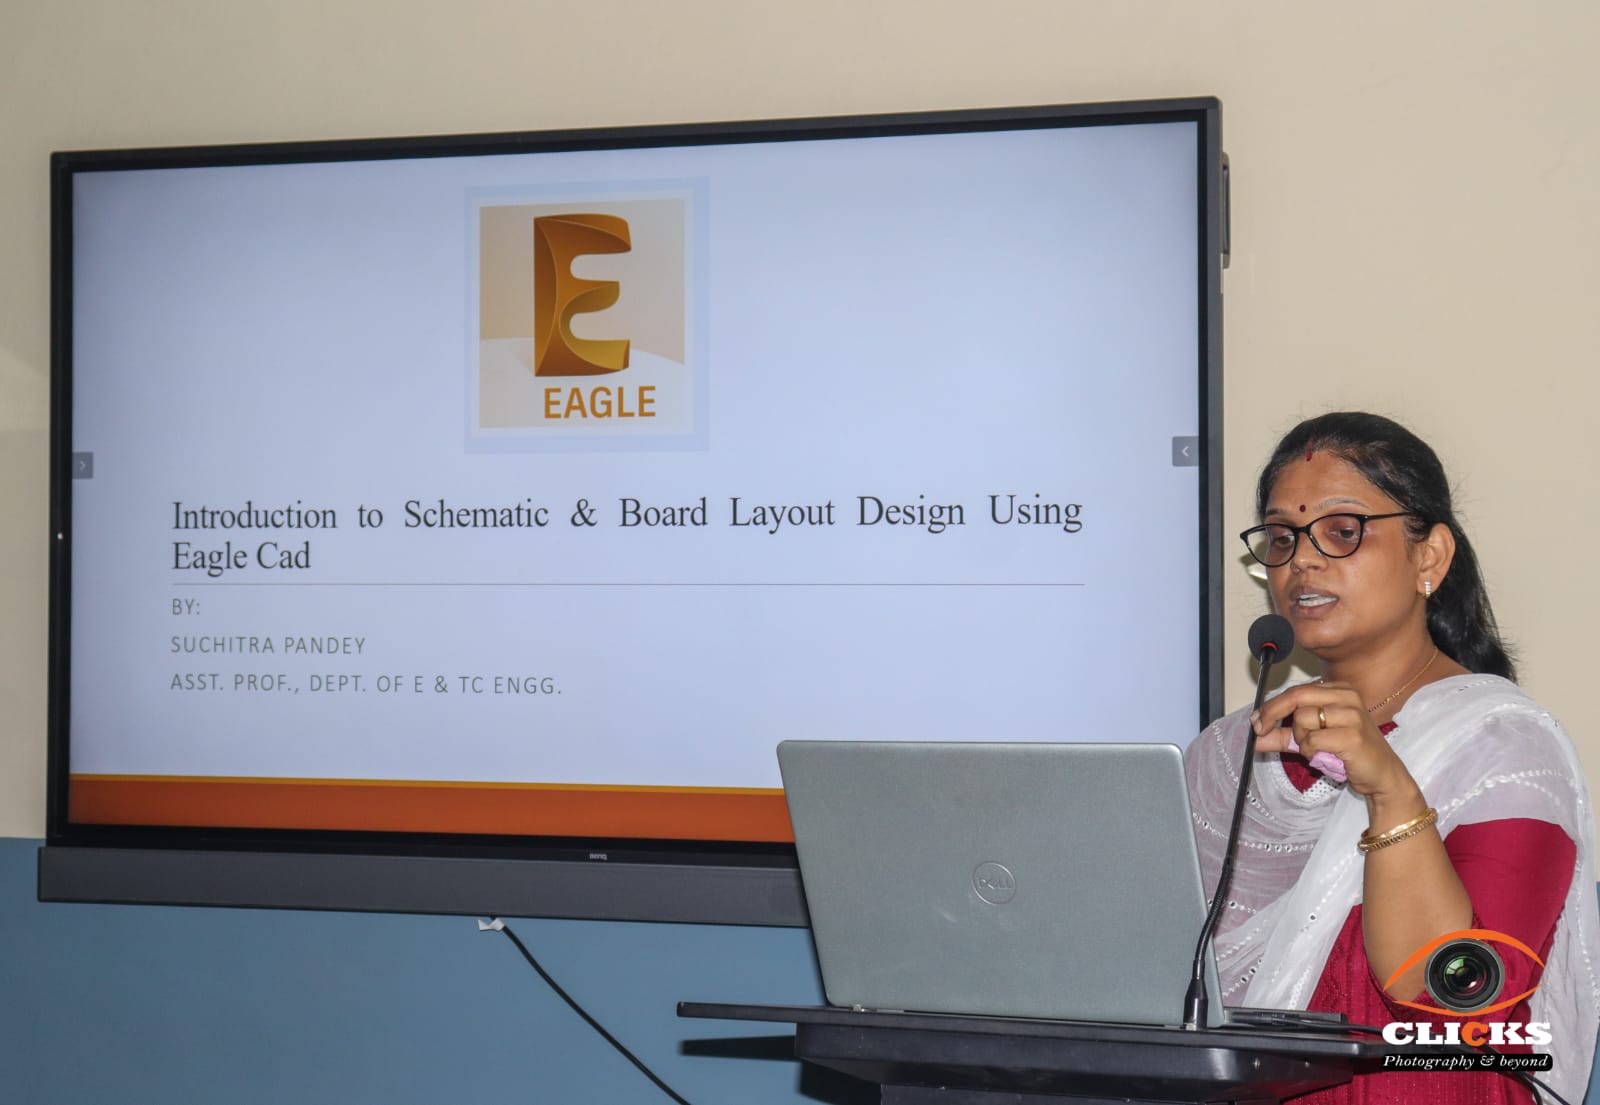 EAGLE
Introduction to Schematic & Board Layout Design Using
Eagle Cad
BY:
SUCHITRA PANDEY
ASST. PROF., DEPT. OF E & TC ENGG.
BenQ
DELL
CLICKS
Photography & beyond